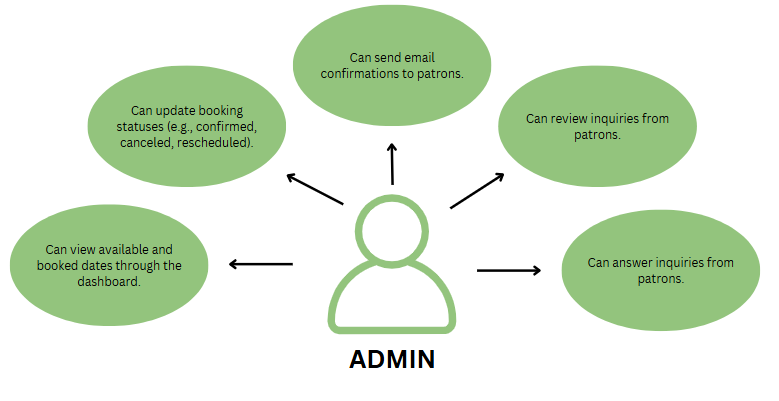 Can send email
confirmations to patrons.
Can update booking
statuses (e.g., confirmed,
canceled, rescheduled).
Can review inquiries from
patrons.
Can view available and
booked dates through the
dashboard.
Can answer inquiries from
patrons.
ADMIN